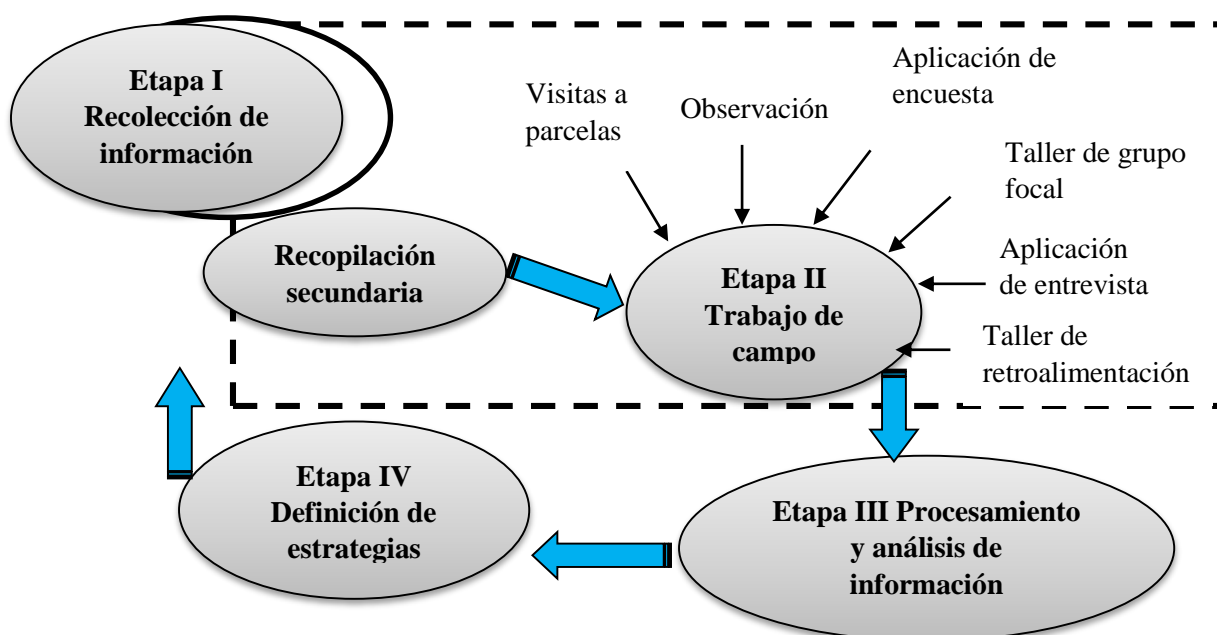 Etapa I
Recolección de
información
Visitas a
parcelas
Observación
Aplicación de
encuesta
Taller de grupo
focal
Recopilación
secundaria
Etapa II
Trabajo de
campo
Aplicación
de entrevista
Taller de
retroalimentación
Etapa IV
Definición de
estrategias
Etapa III Procesamiento
y análisis de
información